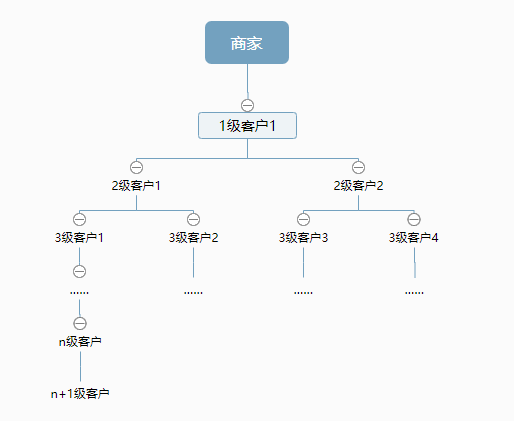 商家
1级客户1
2级客户1
2级客户2
3级客户1
3级客户2
3级客户3
3级客户4
......
......
......
......
n级客户
n+1级客户